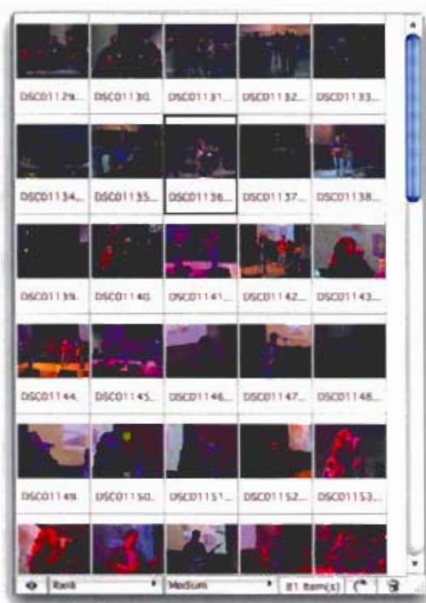 DSC01129... DSC01130. DSC01131... DSC01132... DSC01133...
DSC01134... DSC01135... DSC01136... DSC01137... DSC01138...
DSC01139. DSC01140. DSC01141... DSC01142... DSC01143...
DSC01144. DSC01145... DSC01146... DSC01147... DSC01148...
DSC01149. DSC01150. DSC01151... DSC01152... DSC01153...
Rank Medium 81 Item(s)